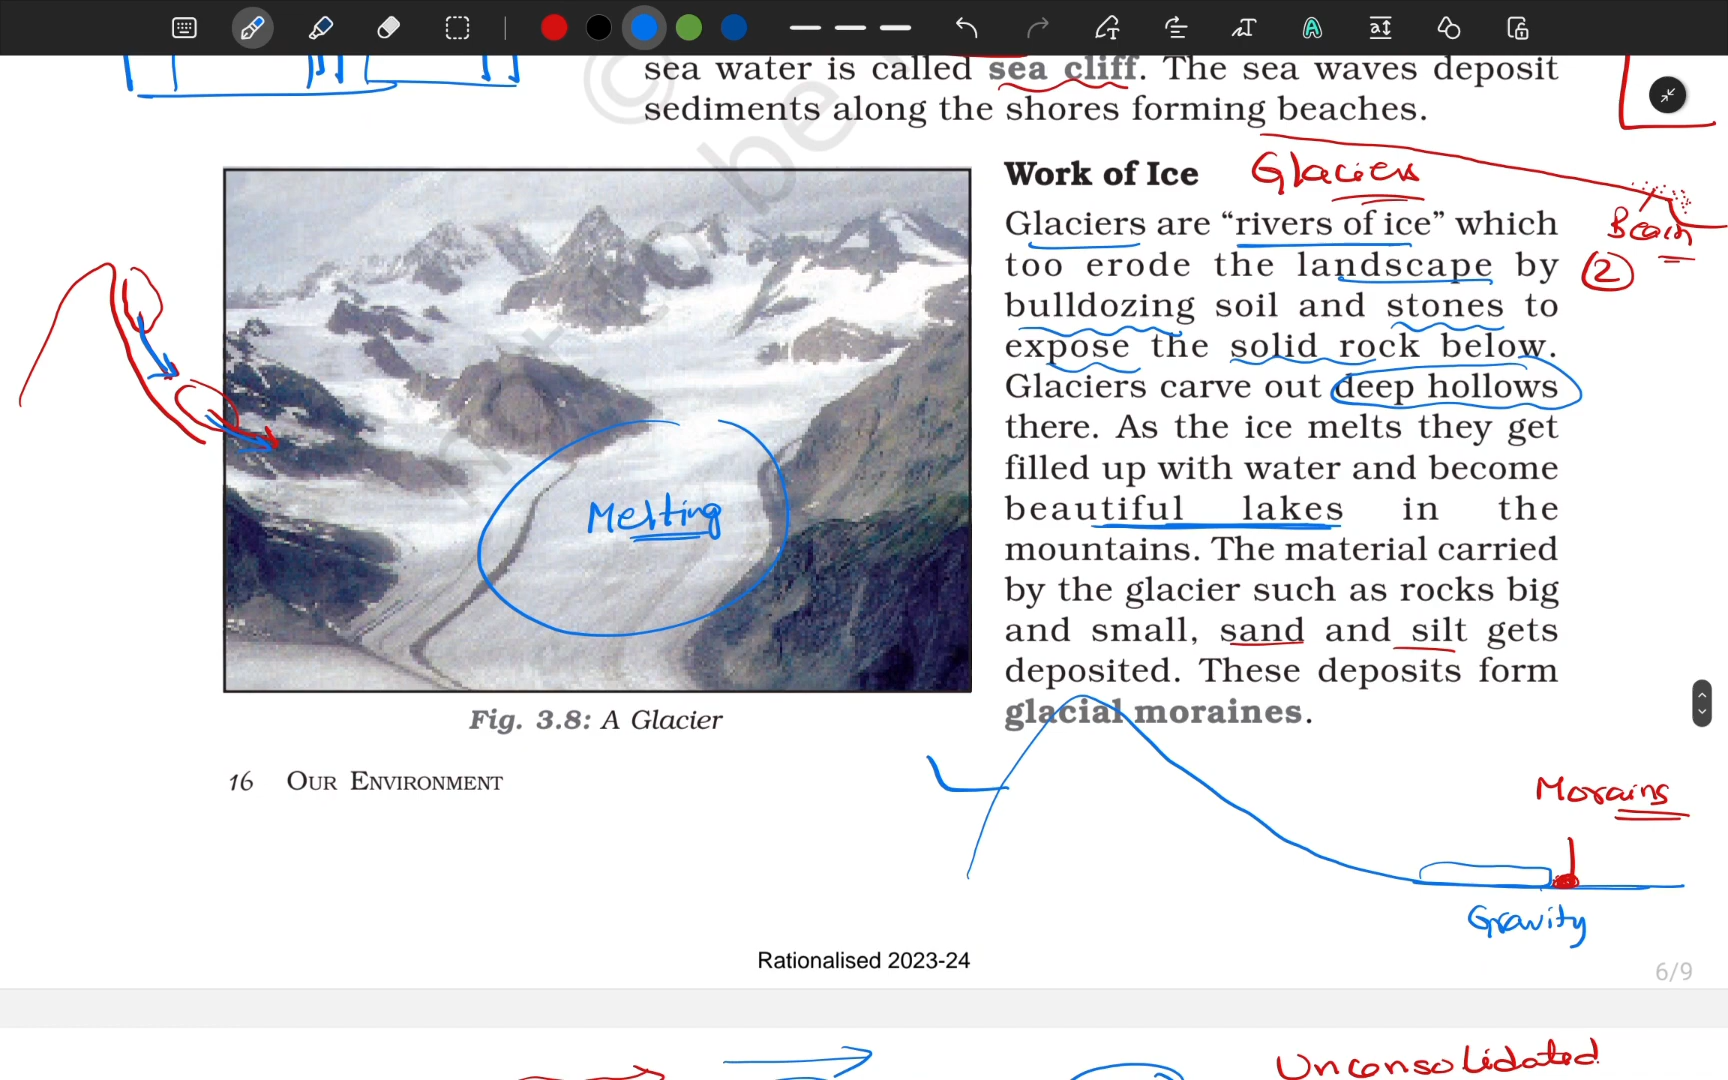 sea water is called sea cliff. The sea waves deposit
sediments along the shores forming beaches.
Work of Ice Glaciers
Glaciers are “rivers of ice” which
too erode the landscape by
bulldozing soil and stones to
expose the solid rock below.
Glaciers carve out deep hollows
there. As the ice melts they get
filled up with water and become
beautiful lakes in the
mountains. The material carried
by the glacier such as rocks big
and small, sand and silt gets
deposited. These deposits form
glacial moraines.
Beach
2
Melting
Fig. 3.8: A Glacier
16 OUR ENVIRONMENT
Morains
Gravity
Rationalised 2023-24
6/9
Unconsolidated